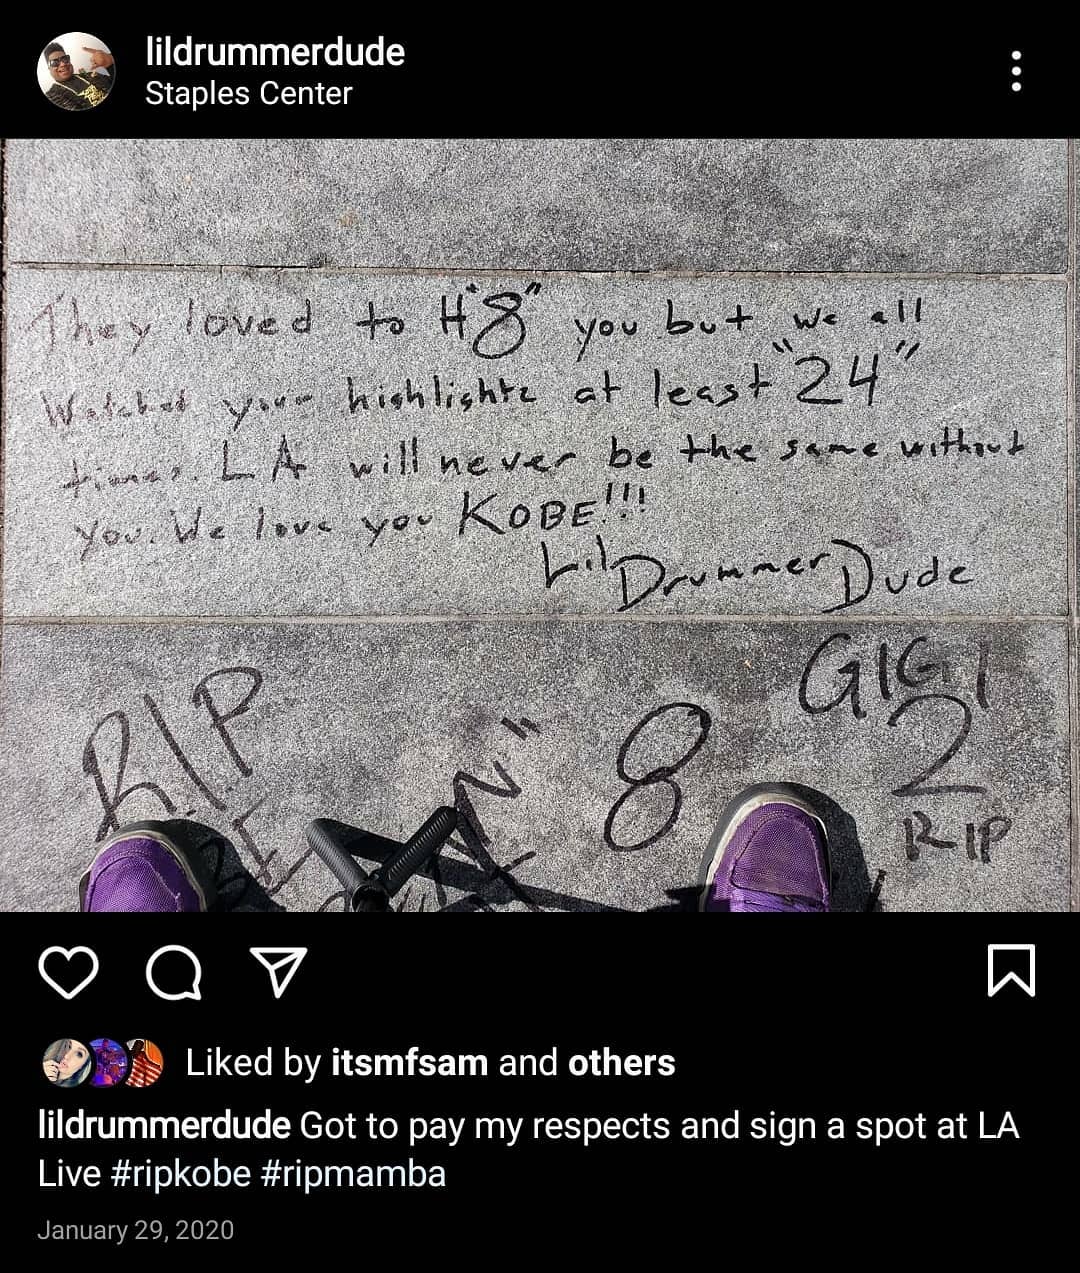 lildrummerdude
Staples Center
They loved to H"8" you but we all
Watched your highlights at least "24"
times. LA will never be the same without
you. We love you KOBE!!!
Lil Drummer Dude
RIP
8
GIGI
2
RIP
Liked by itsmfsam and others
lildrummerdude Got to pay my respects and sign a spot at LA
Live #ripkobe #ripmamba
January 29, 2020